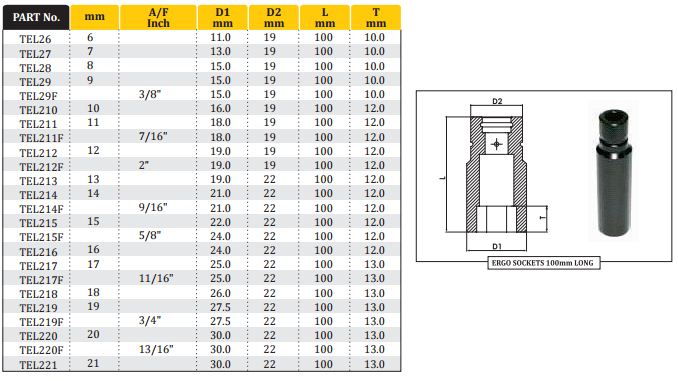 PART No. mm A/F Inch D1 mm D2 mm L mm T mm
TEL26 6 11.0 19 100 10.0
TEL27 7 13.0 19 100 10.0
TEL28 8 15.0 19 100 10.0
TEL29 9 15.0 19 100 10.0
TEL29F 3/8" 15.0 19 100 10.0
TEL210 10 16.0 19 100 12.0
TEL211 11 18.0 19 100 12.0
TEL211F 7/16" 18.0 19 100 12.0
TEL212 12 19.0 19 100 12.0
TEL212F 2" 19.0 19 100 12.0
TEL213 13 19.0 22 100 12.0
TEL214 14 21.0 22 100 12.0
TEL214F 9/16" 21.0 22 100 12.0
TEL215 15 22.0 22 100 12.0
TEL215F 5/8" 24.0 22 100 12.0
TEL216 16 24.0 22 100 12.0
TEL217 17 25.0 22 100 13.0
TEL217F 11/16" 25.0 22 100 13.0
TEL218 18 26.0 22 100 13.0
TEL219 19 27.5 22 100 13.0
TEL219F 3/4" 27.5 22 100 13.0
TEL220 20 30.0 22 100 13.0
TEL220F 13/16" 30.0 22 100 13.0
TEL221 21 30.0 22 100 13.0
D2
L
T
D1
ERGO SOCKETS 100mm LONG